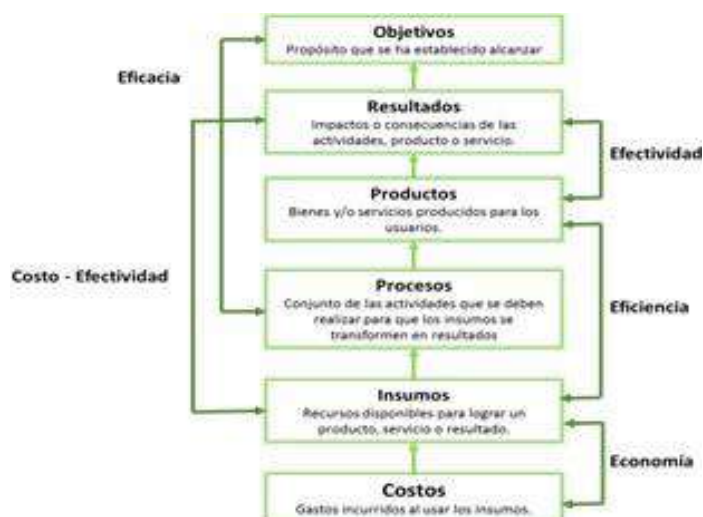 Objetivos
Propósito que se ha establecido alcanzar
Eficacia
Resultados
Impactos o consecuencias de las
actividades, producto o servicio.
Efectividad
Productos
Bienes y/o servicios producidos para los
usuarios.
Costo - Efectividad
Procesos
Conjunto de las actividades que se deben
realizar para que los insumos se
transformen en resultados
Eficiencia
Insumos
Recursos disponibles para lograr un
producto, servicio o resultado.
Economía
Costos
Gastos incurridos al usar los insumos.